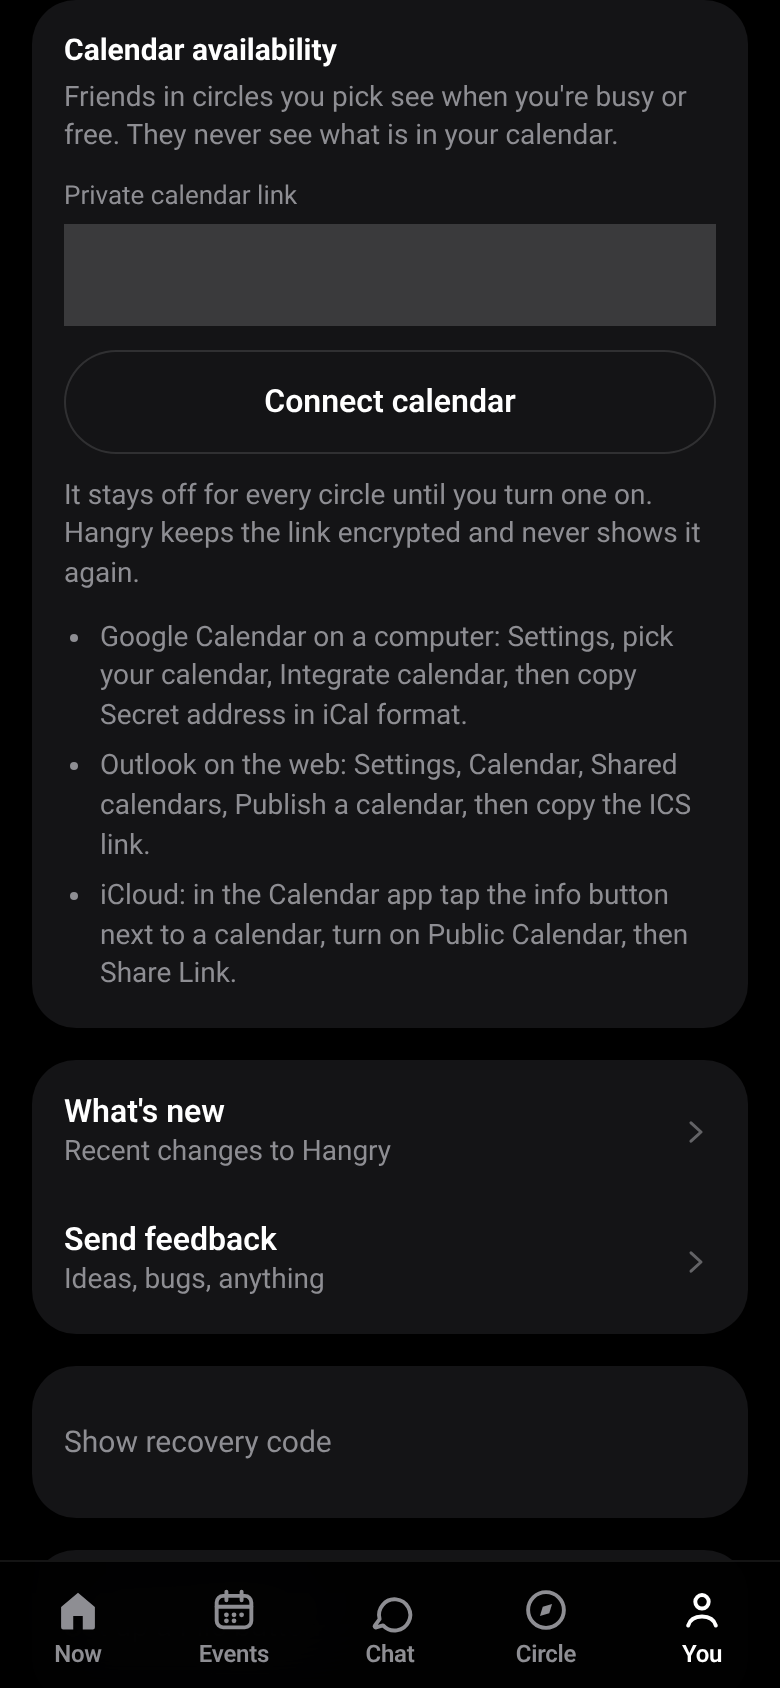 Calendar availability
Friends in circles you pick see when you're busy or
free. They never see what is in your calendar.
Private calendar link
Connect calendar
It stays off for every circle until you turn one on.
Hangry keeps the link encrypted and never shows it
again.
• Google Calendar on a computer: Settings, pick
your calendar, Integrate calendar, then copy
Secret address in iCal format.
• Outlook on the web: Settings, Calendar, Shared
calendars, Publish a calendar, then copy the ICS
link.
• iCloud: in the Calendar app tap the info button
next to a calendar, turn on Public Calendar, then
Share Link.
What's new
Recent changes to Hangry
Send feedback
Ideas, bugs, anything
Show recovery code
Now Events Chat Circle You